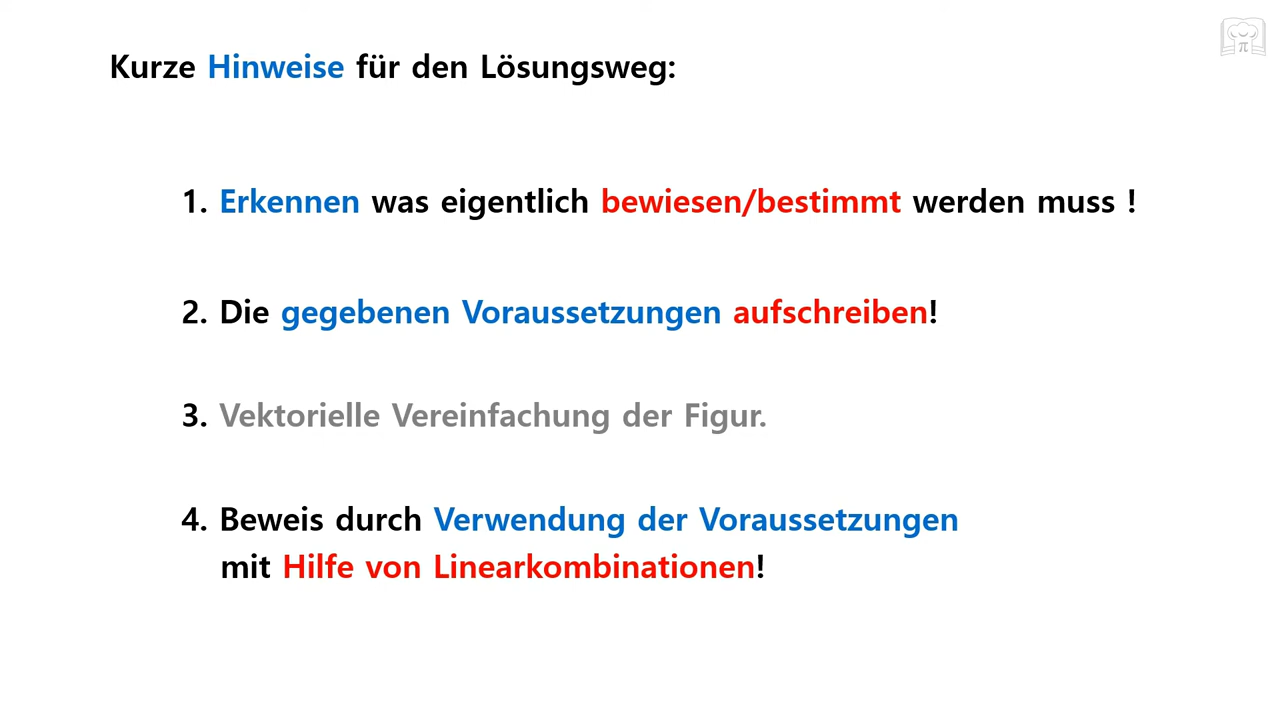 Kurze Hinweise für den Lösungsweg:
1. Erkennen was eigentlich bewiesen/bestimmt werden muss !
2. Die gegebenen Voraussetzungen aufschreiben!
3. Vektorielle Vereinfachung der Figur.
4. Beweis durch Verwendung der Voraussetzungen
mit Hilfe von Linearkombinationen!
π